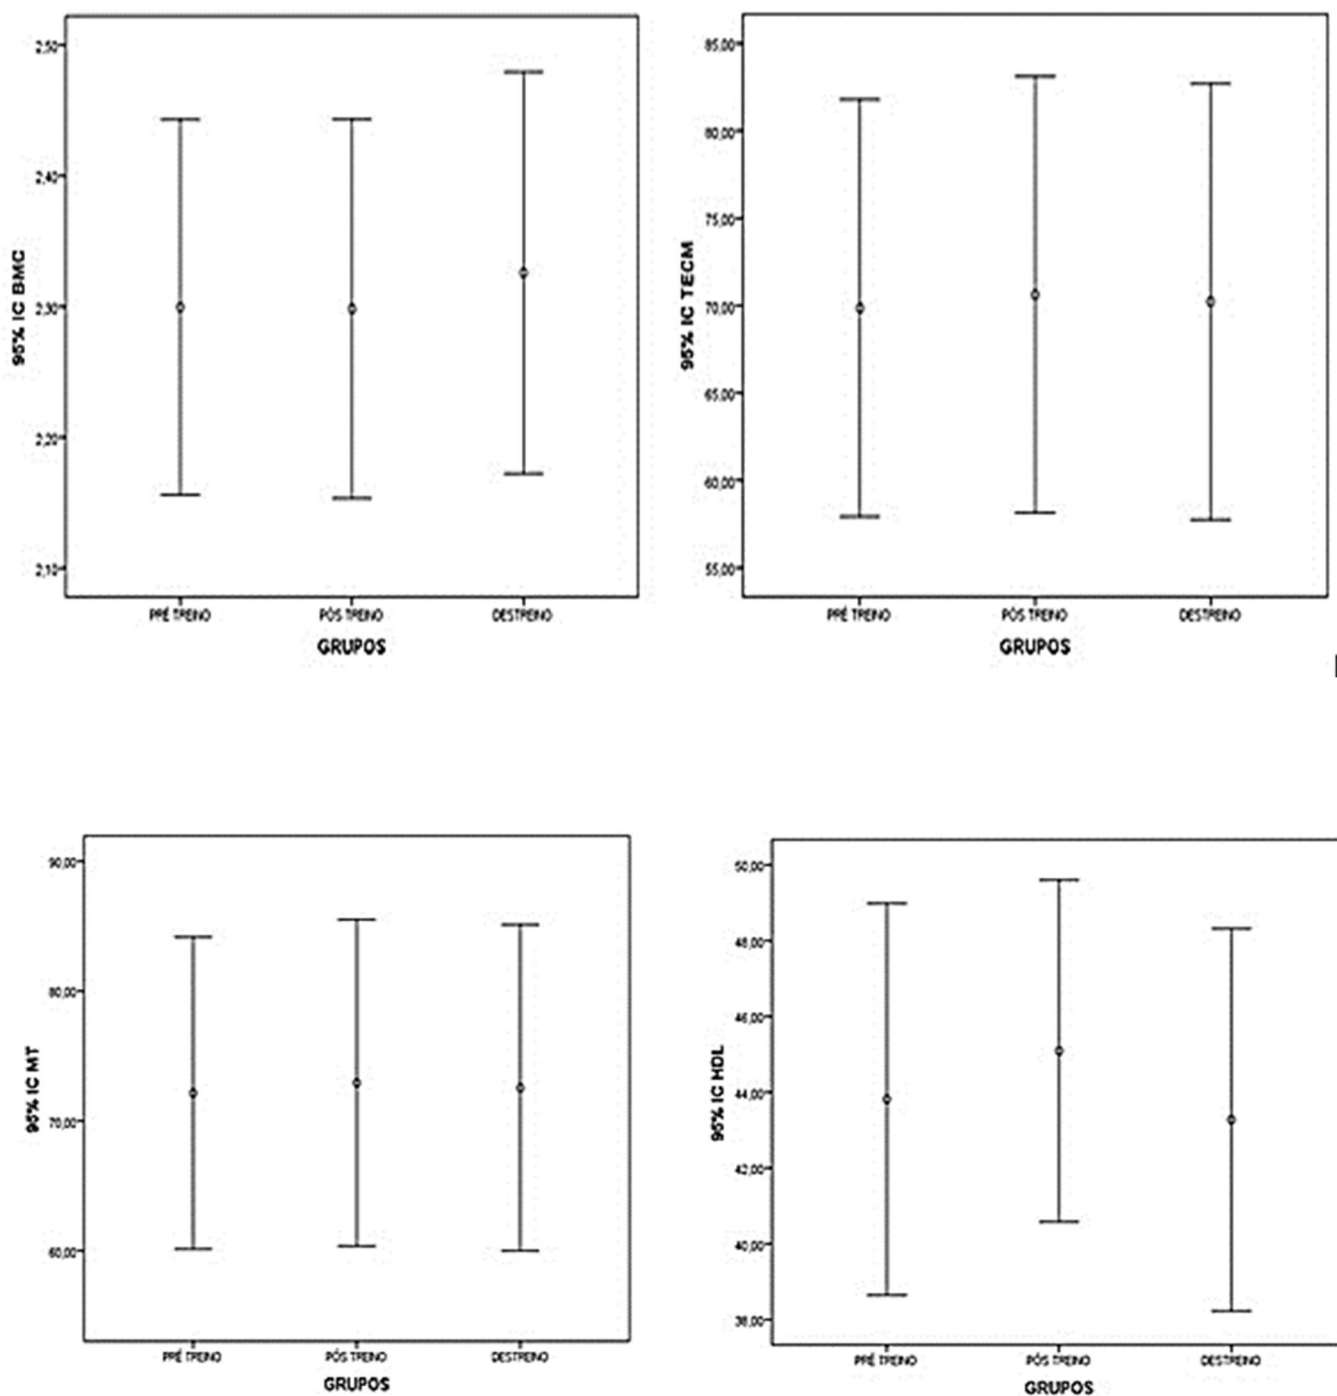 95% IC BMC
2,50
2,40
2,30
2,20
2,10
PRÉ TREINO PÓS TREINO DESTREINO
GRUPOS
95% IC TECM
85,00
80,00
75,00
70,00
65,00
60,00
55,00
PRÉ TREINO PÓS TREINO DESTREINO
GRUPOS
95% IC MT
90,00
80,00
70,00
60,00
PRÉ TREINO PÓS TREINO DESTREINO
GRUPOS
95% IC HDL
50,00
48,00
46,00
44,00
42,00
40,00
38,00
PRÉ TREINO PÓS TREINO DESTREINO
GRUPOS